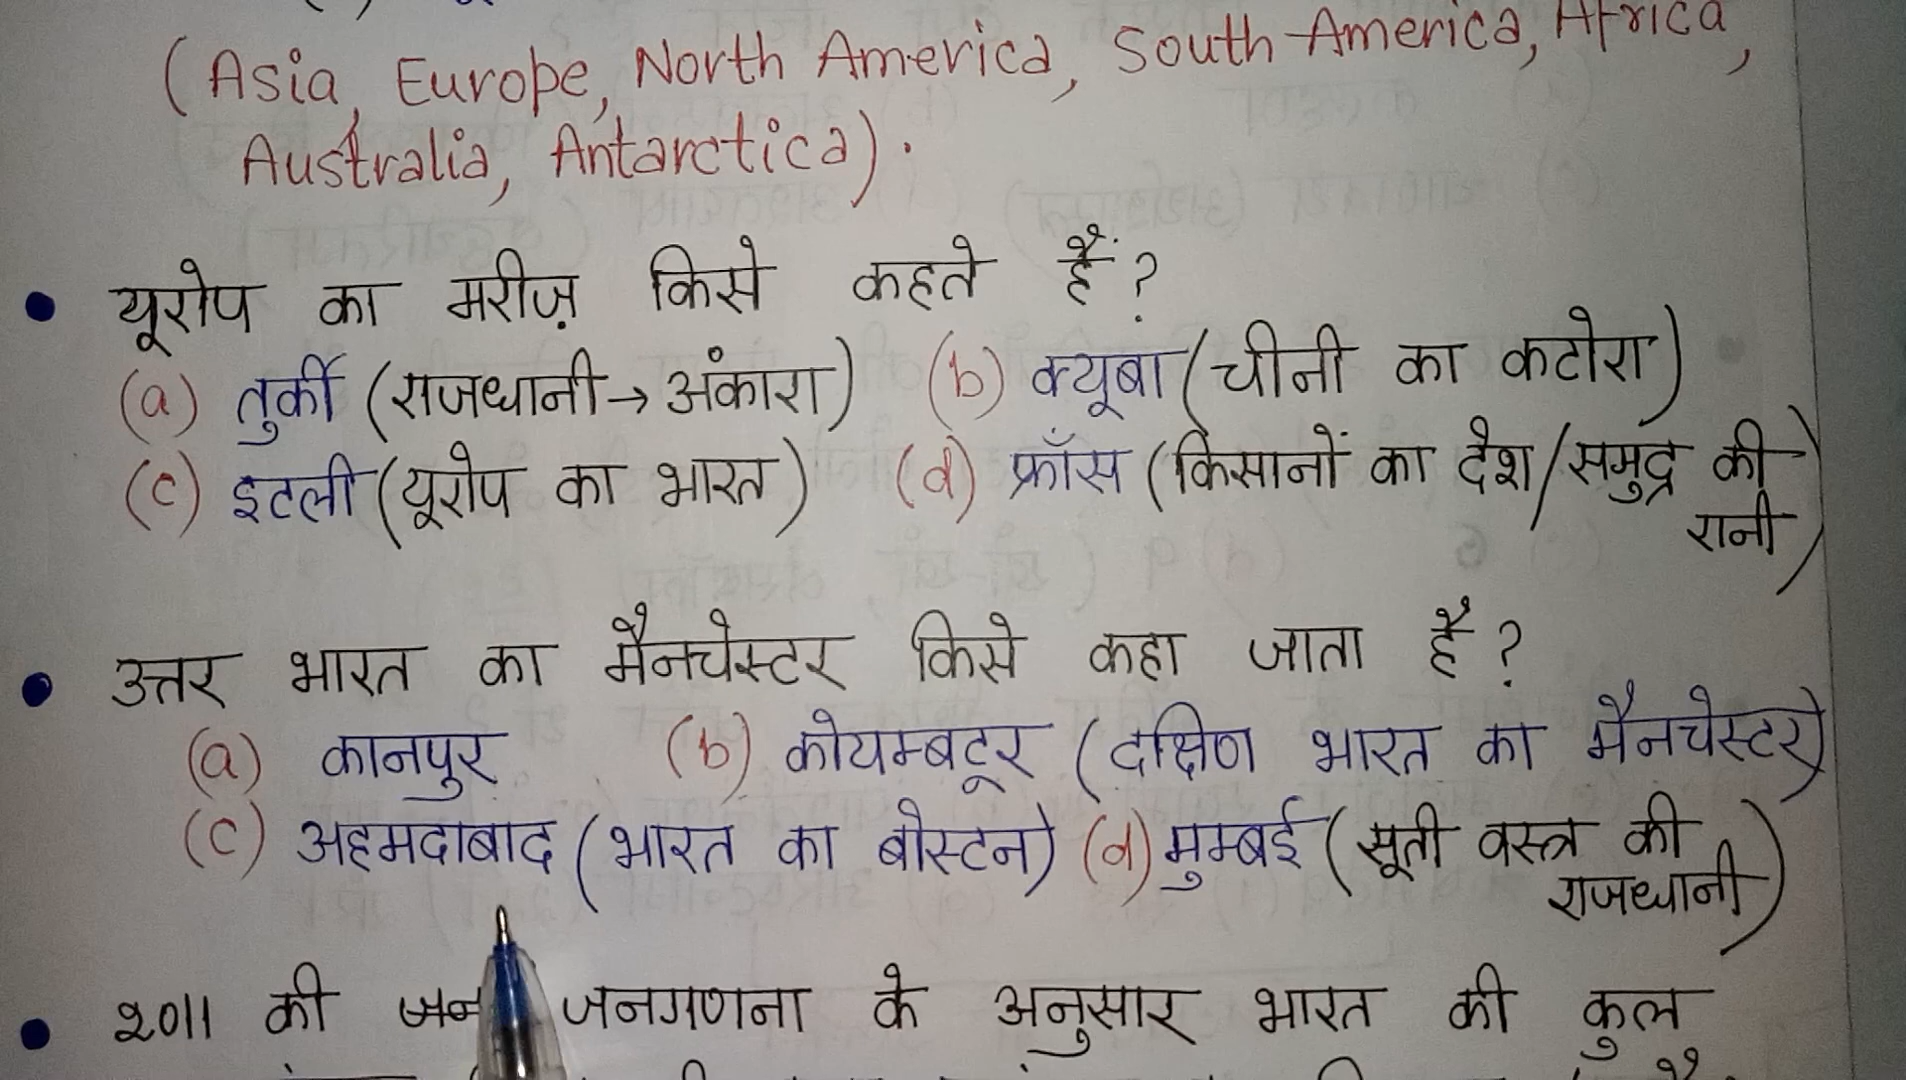 (Asia, Europe, North America, South America, Africa,
Australia, Antarctica).
• यूरोप का मरीज़ किसे कहते हैं?
(a) तुर्की (राजधानी→अंकारा) (b) क्यूबा (चीनी का कटोरा)
(c) इटली (यूरोप का भारत) (d) फ्रॉंस (किसानों का देश/समुद्र की
रानी)
• उत्तर भारत का मैनचेस्टर किसे कहा जाता है?
(a) कानपुर (b) कोयम्बटूर (दक्षिण भारत का मैनचेस्टर)
(c) अहमदाबाद (भारत का बोस्टन) (d) मुम्बई (सूती वस्त्र की
राजधानी)
• 2011 की जन जनगणना के अनुसार भारत की कुल